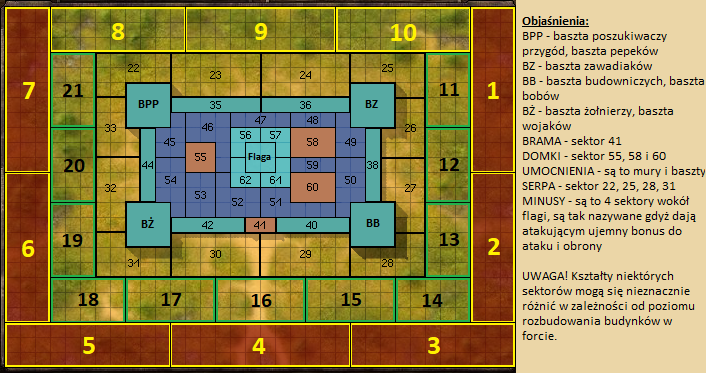 8 9 10
7 1
22 23 24 25
21 BPP 35 36 BZ 11
47
46 48
56 57 58
33 45 49 26
44 55 Flaga 59 38
20 12
54 62 61 60 50
32 53 52 51 27
19 BŻ 42 41 40 BB 13
6 2
31 30 29 28
18 17 16 15 14
5 4 3
Objaśnienia:
BPP - baszta poszukiwaczy
przygód, baszta pepeków
BZ - baszta zawadiaków
BB - baszta budowniczych, baszta
bobów
BŻ - baszta żołnierzy, baszta
wojaków
BRAMA - sektor 41
DOMKI - sektor 55, 58 i 60
UMOCNIENIA - są to mury i baszty
SERPA - sektor 22, 25, 28, 31
MINUSY - są to 4 sektory wokół
flagi, są tak nazywane gdyż dają
atakującym ujemny bonus do
ataku i obrony
UWAGA! Kształty niektórych
sektorów mogą się nieznacznie
różnić w zależności od poziomu
rozbudowania budynków w
forcie.